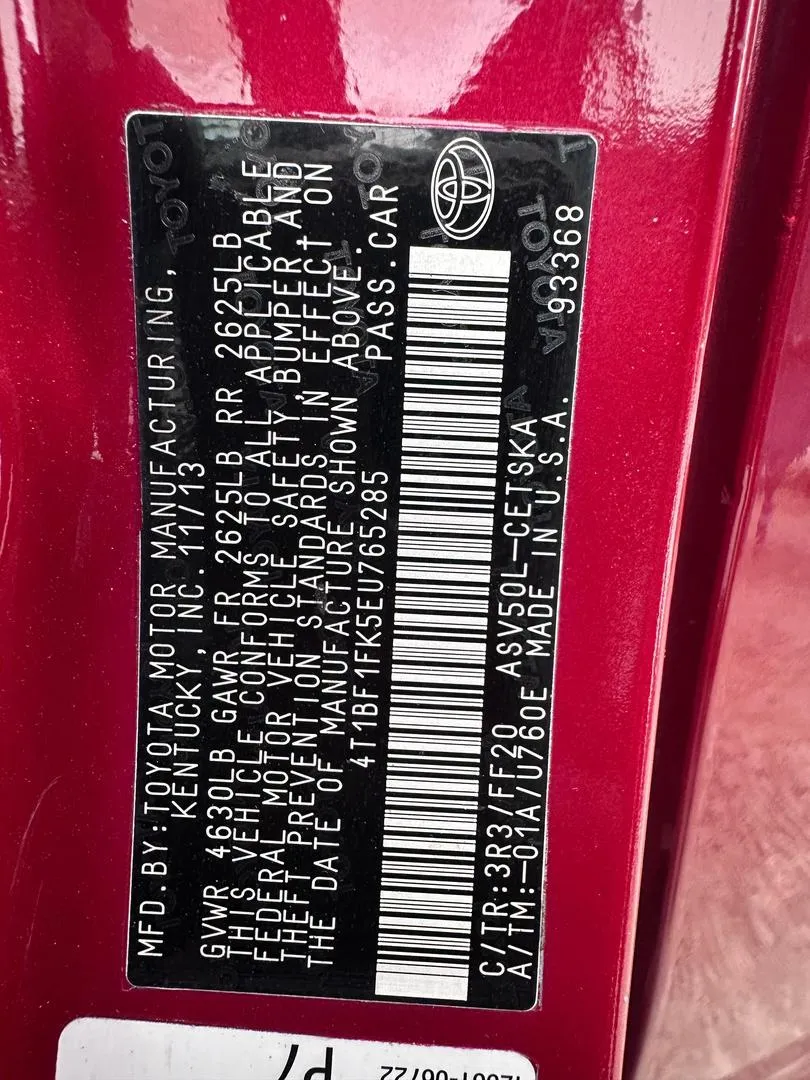 MFD.BY:TOYOTA MOTOR MANUFACTURING,
KENTUCKY,INC.11/13
GVWR 4630LB GAWR FR 2625LB RR 2625LB
THIS VEHICLE CONFORMS TO ALL APPLICABLE
FEDERAL MOTOR VEHICLE SAFETY,BUMPER,AND
THEFT PREVENTION STANDARDS IN EFFECT ON
THE DATE OF MANUFACTURE SHOWN ABOVE.
4T1BF1FK5EU765285 PASS.CAR
C/TR:3R3/FF20 ASV50L-CETSKA
A/TM:-01A/U760E MADE IN U.S.A. 93368